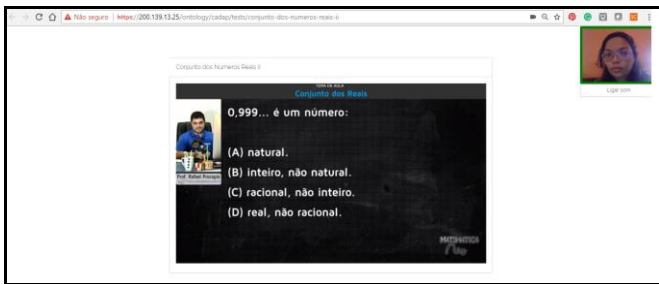 Não seguro
https://200.139.13.25/ontology/cadap/tests/conjunto-dos-numeros-reais-ii
Conjunto dos Numeros Reais II
Conjunto dos Reais
0,999... é um número:
(A) natural.
(B) inteiro, não natural.
(C) racional, não inteiro.
(D) real, não racional.
Prof. Rafael Procopio
Ligar som